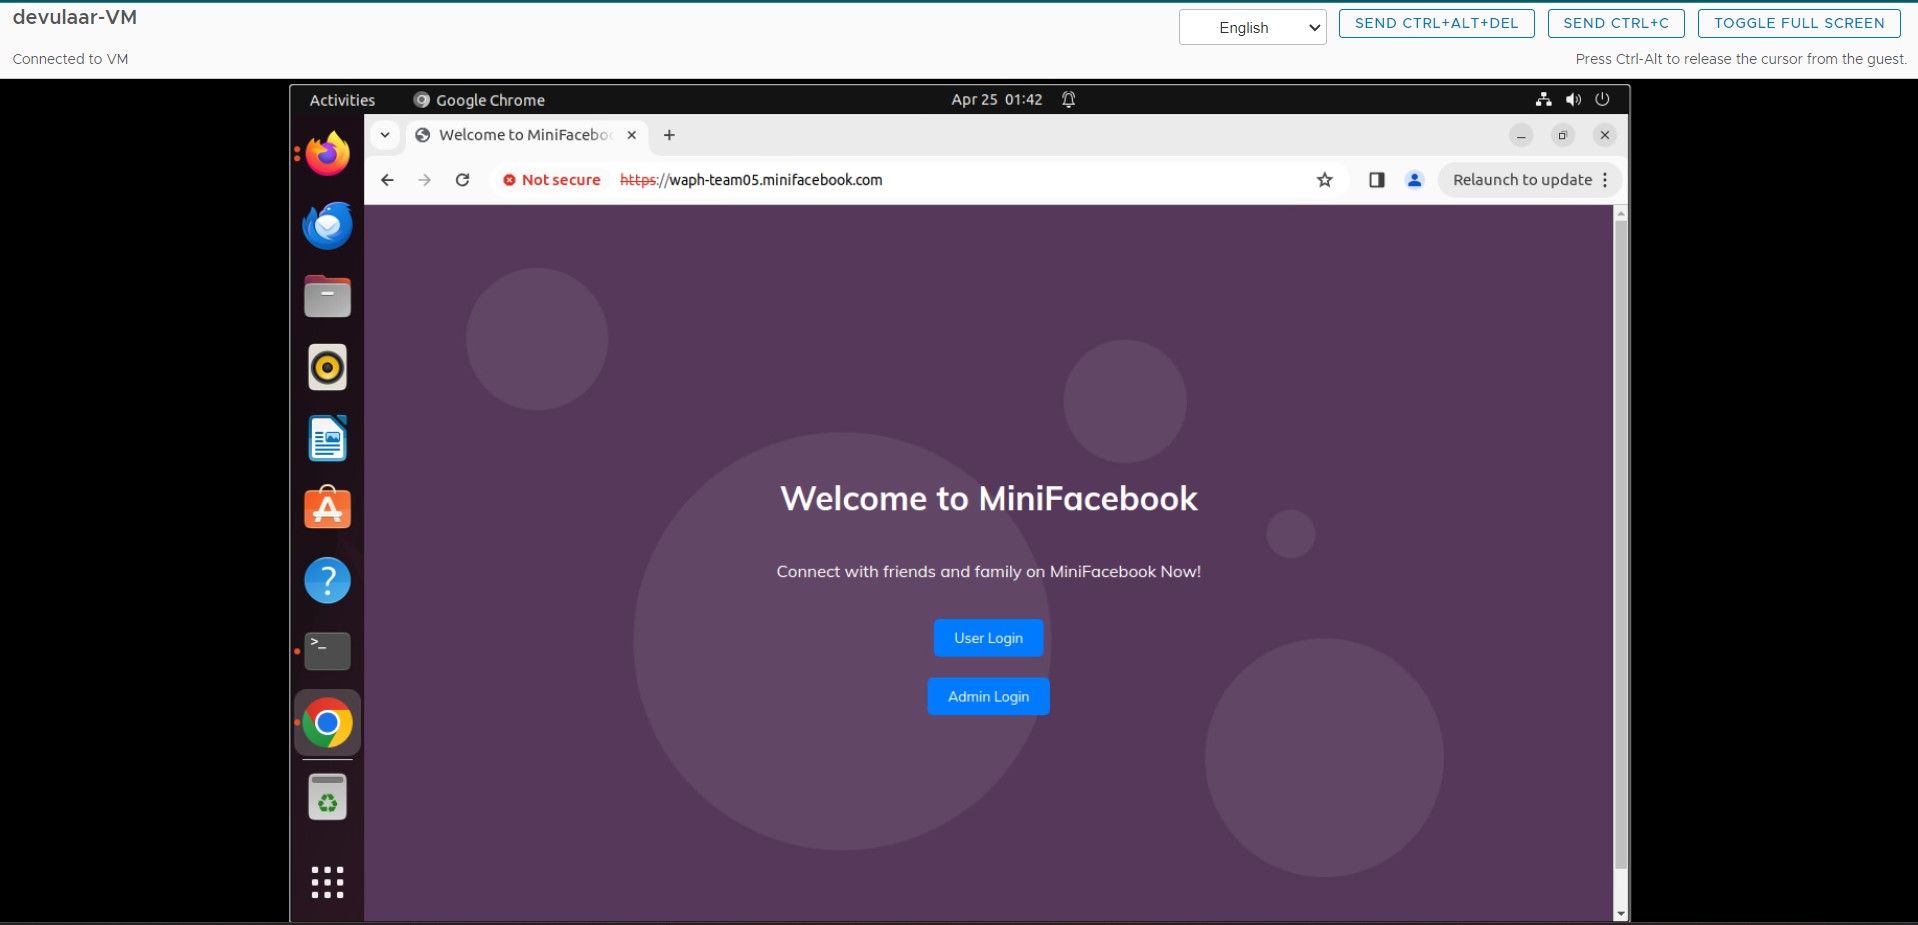 devulaar-VM
English
SEND CTRL+ALT+DEL
SEND CTRL+C
TOGGLE FULL SCREEN
Connected to VM
Press Ctrl-Alt to release the cursor from the guest.
Activities
Google Chrome
Apr 25 01:42
Welcome to MiniFaceboo
Not secure
https://waph-team05.minifacebook.com
Relaunch to update
Welcome to MiniFacebook
Connect with friends and family on MiniFacebook Now!
User Login
Admin Login